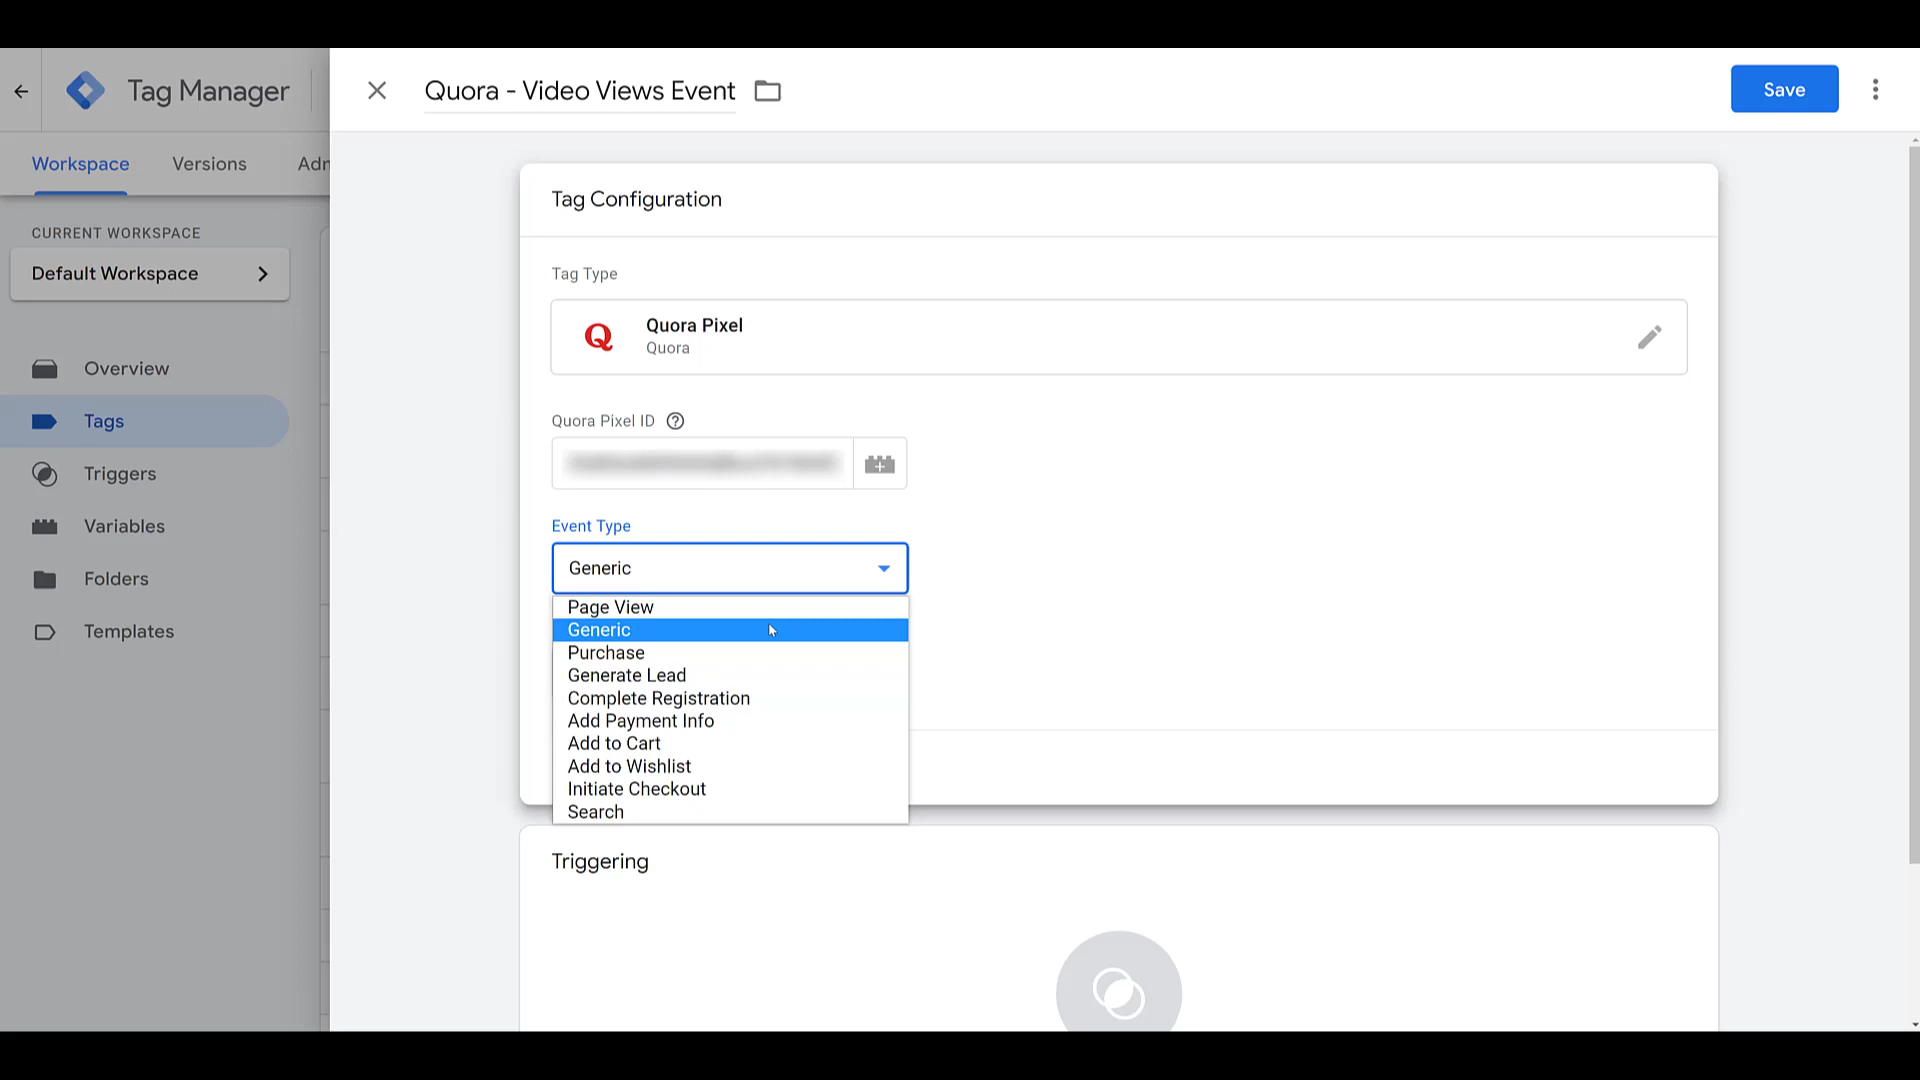 Tag Manager
Quora - Video Views Event
Save
Workspace
Versions
Adm
CURRENT WORKSPACE
Default Workspace
Overview
Tags
Triggers
Variables
Folders
Templates
Tag Configuration
Tag Type
Q
Quora Pixel
Quora
Quora Pixel ID
Event Type
Generic
Page View
Generic
Purchase
Generate Lead
Complete Registration
Add Payment Info
Add to Cart
Add to Wishlist
Initiate Checkout
Search
Triggering